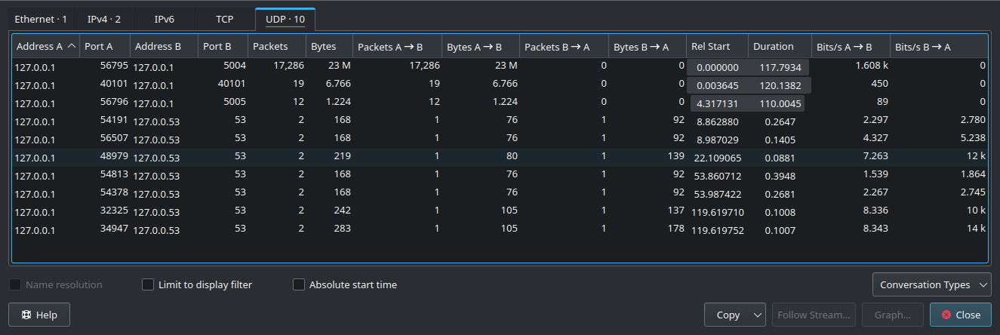 Ethernet · 1 IPv4 · 2 IPv6 TCP UDP · 10
Address A Port A Address B Port B Packets Bytes Packets A → B Bytes A → B Packets B → A Bytes B → A Rel Start Duration Bits/s A → B Bits/s B → A
127.0.0.1 56795 127.0.0.1 5004 17,286 23 M 17,286 23 M 0 0 0.000000 117.7934 1.608 k 0
127.0.0.1 40101 127.0.0.1 40101 19 6.766 19 6.766 0 0 0.003645 120.1382 450 0
127.0.0.1 56796 127.0.0.1 5005 12 1.224 12 1.224 0 0 4.317131 110.0045 89 0
127.0.0.1 54191 127.0.0.53 53 2 168 1 76 1 92 8.862880 0.2647 2.297 2.780
127.0.0.1 56507 127.0.0.53 53 2 168 1 76 1 92 8.987029 0.1405 4.327 5.238
127.0.0.1 48979 127.0.0.53 53 2 219 1 80 1 139 22.109065 0.0881 7.263 12 k
127.0.0.1 54813 127.0.0.53 53 2 168 1 76 1 92 53.860712 0.3948 1.539 1.864
127.0.0.1 54378 127.0.0.53 53 2 168 1 76 1 92 53.987422 0.2681 2.267 2.745
127.0.0.1 32325 127.0.0.53 53 2 242 1 105 1 137 119.619710 0.1008 8.336 10 k
127.0.0.1 34947 127.0.0.53 53 2 283 1 105 1 178 119.619752 0.1007 8.343 14 k
Name resolution Limit to display filter Absolute start time Conversation Types
Help Copy Follow Stream... Graph... Close